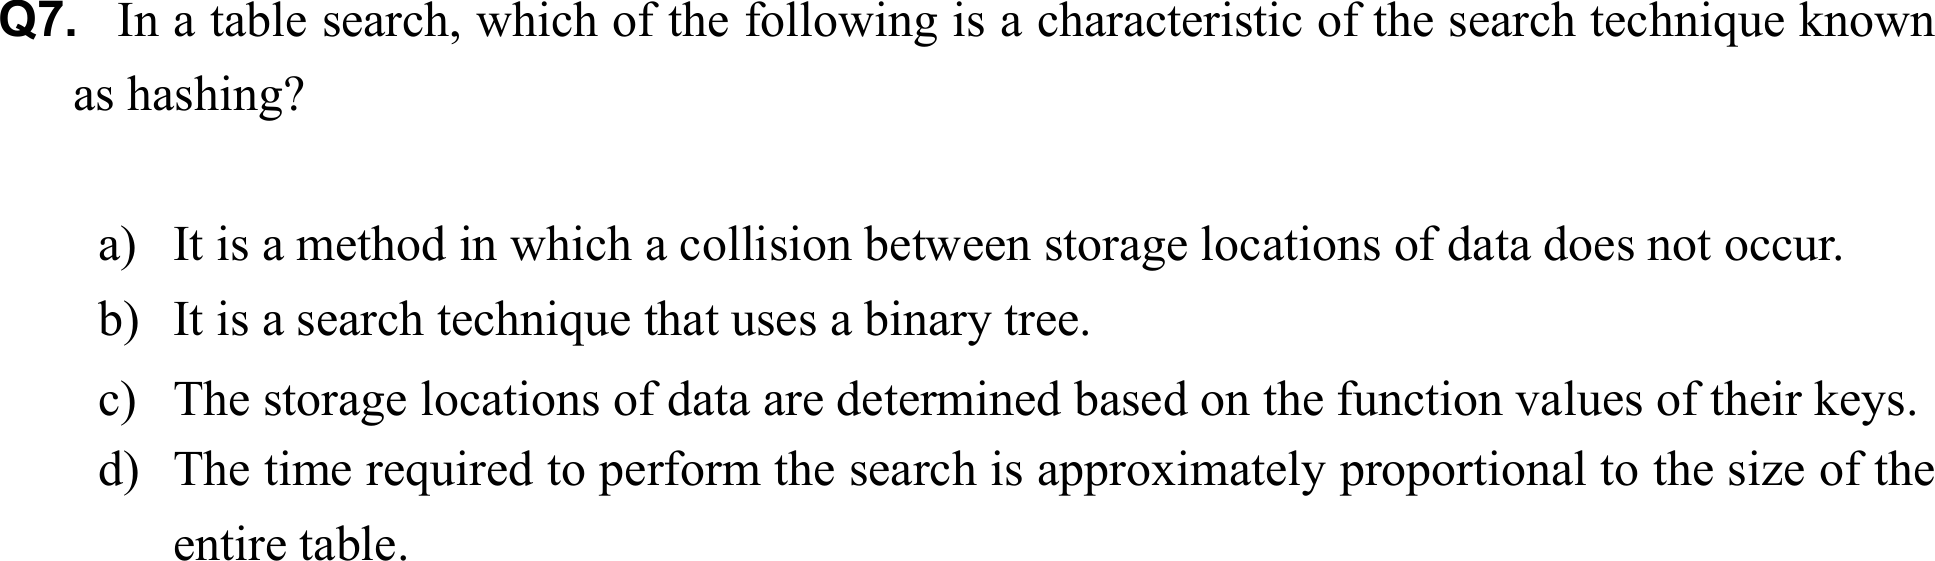 Q7. In a table search, which of the following is a characteristic of the search technique known
as hashing?
a) It is a method in which a collision between storage locations of data does not occur.
b) It is a search technique that uses a binary tree.
c) The storage locations of data are determined based on the function values of their keys.
d) The time required to perform the search is approximately proportional to the size of the
entire table.